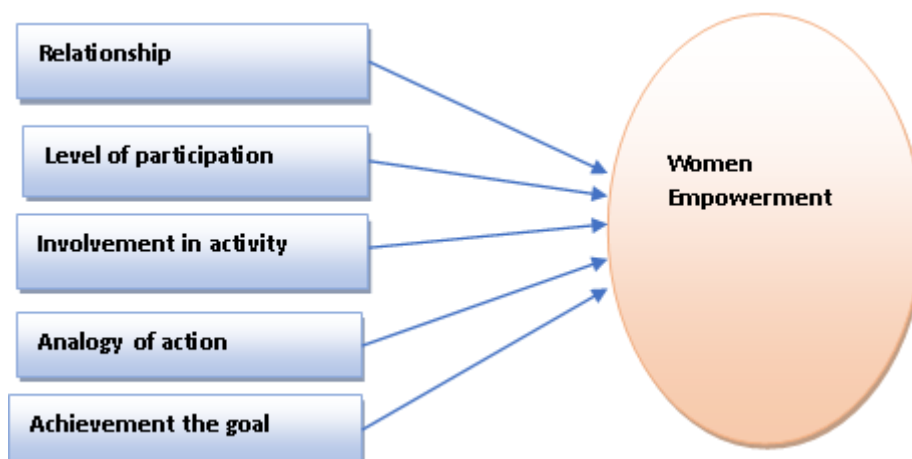 Relationship
Level of participation
Involvement in activity
Analogy of action
Achievement the goal
Women
Empowerment